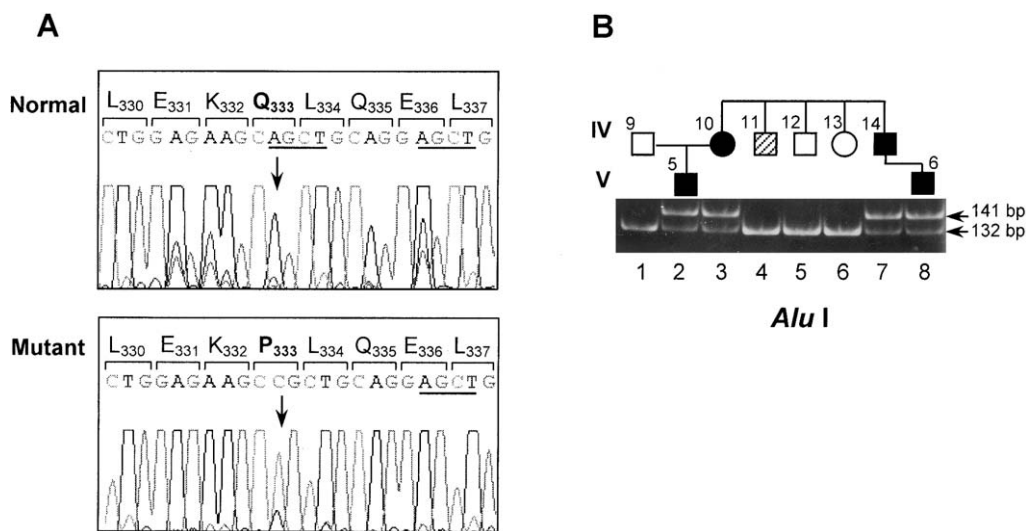 A
Normal
L330 E331 K332 Q333 L334 Q335 E336 L337
CTGGAGAAGCAGCTGCAGGAGCTG
Mutant
L330 E331 K332 P333 L334 Q335 E336 L337
CTGGAGAAGCCGCTGCAGGAGCTG
B
IV
9 10 11 12 13 14
V
5 6
141 bp
132 bp
1 2 3 4 5 6 7 8
Alu I